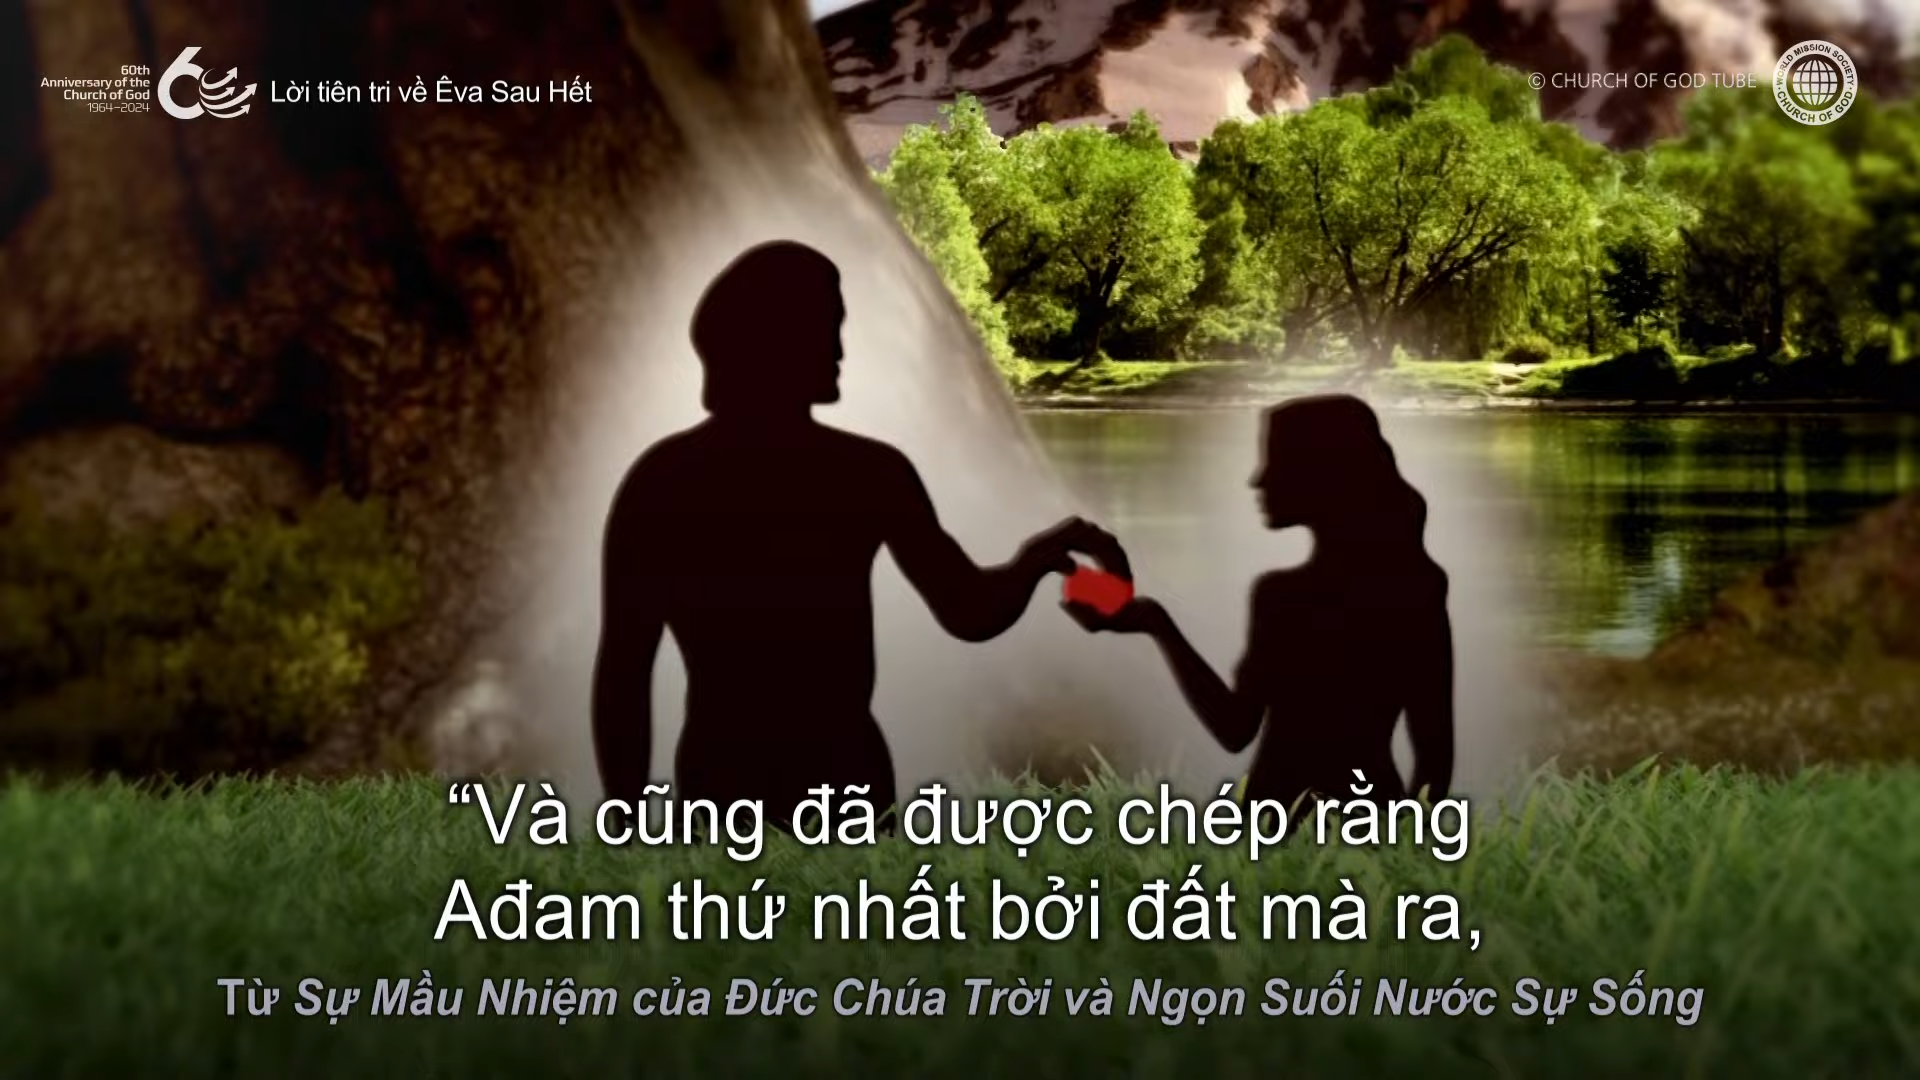 60th
Anniversary of the
Church of God
1964–2024
60
Lời tiên tri về Êva Sau Hết
© CHURCH OF GOD TUBE
WORLD MISSION SOCIETY
CHURCH OF GOD
“Và cũng đã được chép rằng
Ađam thứ nhất bởi đất mà ra,
Từ Sự Mầu Nhiệm của Đức Chúa Trời và Ngọn Suối Nước Sự Sống